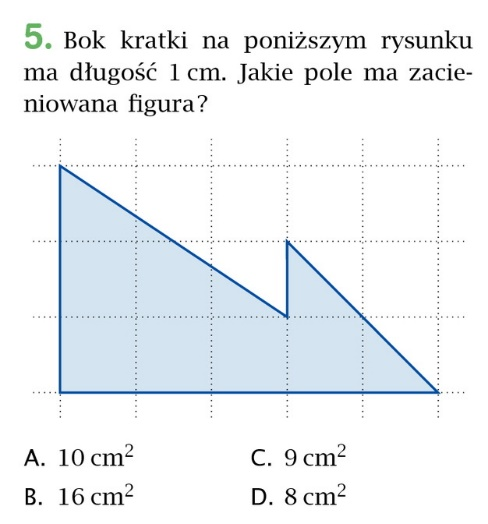 5. Bok kratki na poniższym rysunku
ma długość 1 cm. Jakie pole ma zacie-
niowana figura?
A. 10 cm²
C. 9 cm²
B. 16 cm²
D. 8 cm²